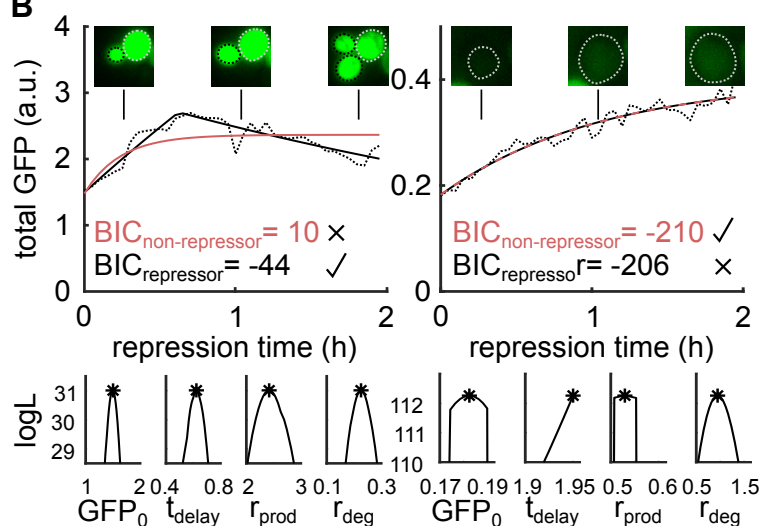 B
total GFP (a.u.)
4
3
2
1
0
BICnon-repressor= 10 ×
BICrepressor= -44 ✓
0 1 2
repression time (h)
0.4
0.2
0
BICnon-repressor= -210 ✓
BICrepressor= -206 ×
0 1 2
repression time (h)
logL
31
30
29
1 2
GFP0
0.4 0.8
tdelay
2 3
rprod
0.1 0.3
rdeg
112
111
110
0.17 0.19
GFP0
1.9 1.95
tdelay
0.5 0.6
rprod
0.5 1.5
rdeg